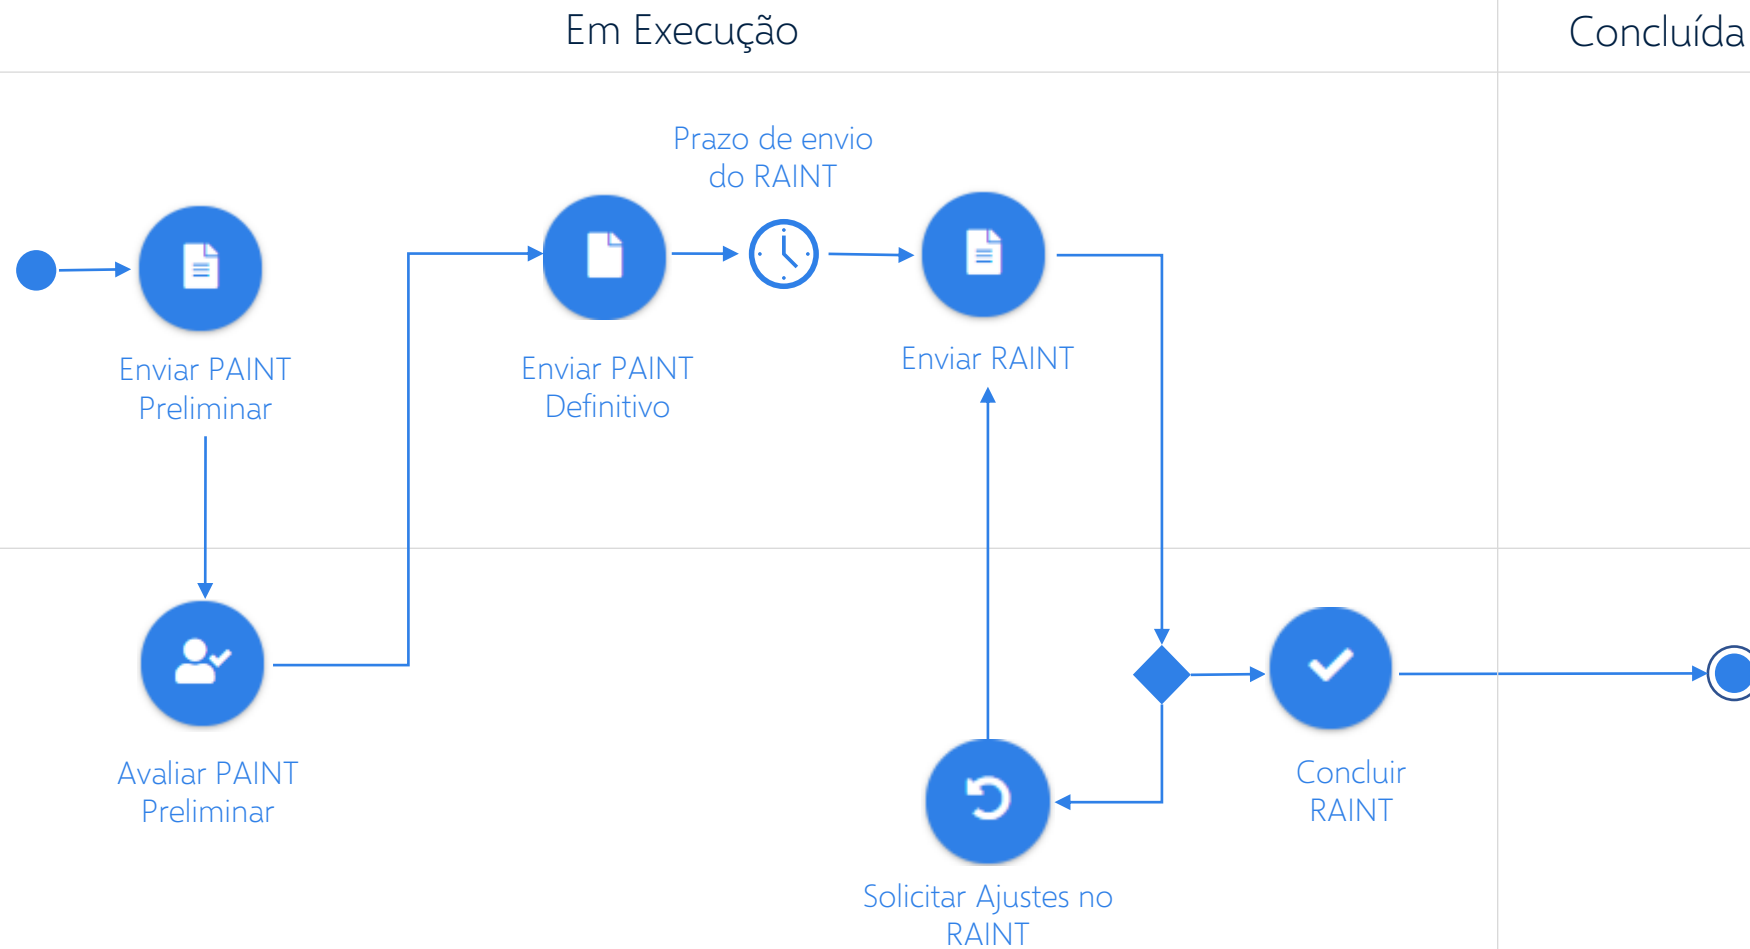 Em Execução
Concluída
Prazo de envio
do RAINT
Enviar PAINT
Preliminar
Enviar PAINT
Definitivo
Enviar RAINT
Avaliar PAINT
Preliminar
Concluir
RAINT
Solicitar Ajustes no
RAINT